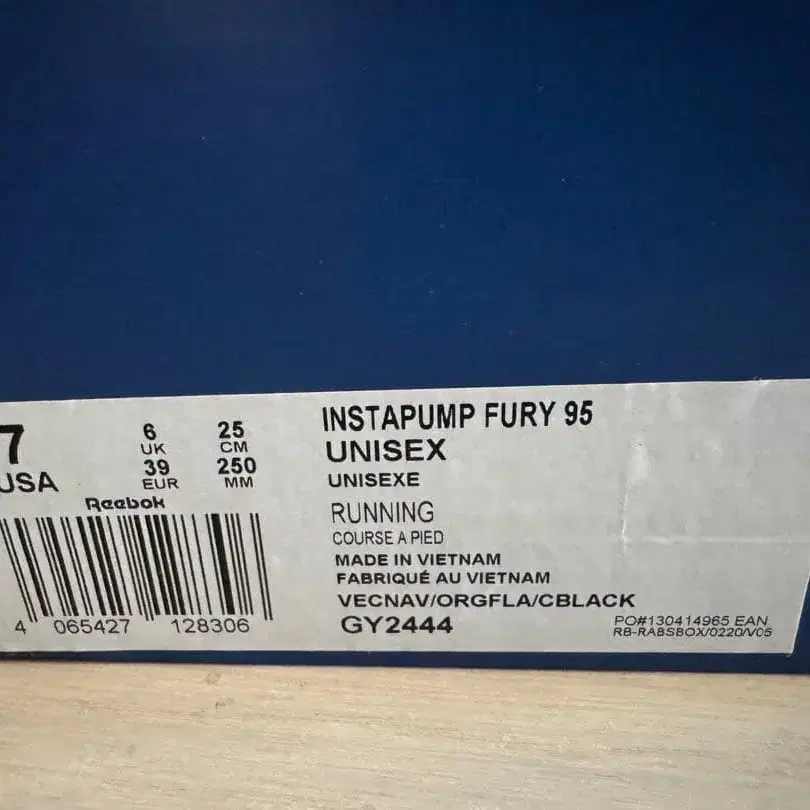 7
USA
6
UK
39
EUR
25
CM
250
MM
Reebok
4 065427 128306
INSTAPUMP FURY 95
UNISEX
UNISEXE
RUNNING
COURSE A PIED
MADE IN VIETNAM
FABRIQUÉ AU VIETNAM
VECNAV/ORGFLA/CBLACK
GY2444
PO#130414965 EAN
RB-RABSBOX/0220/V05